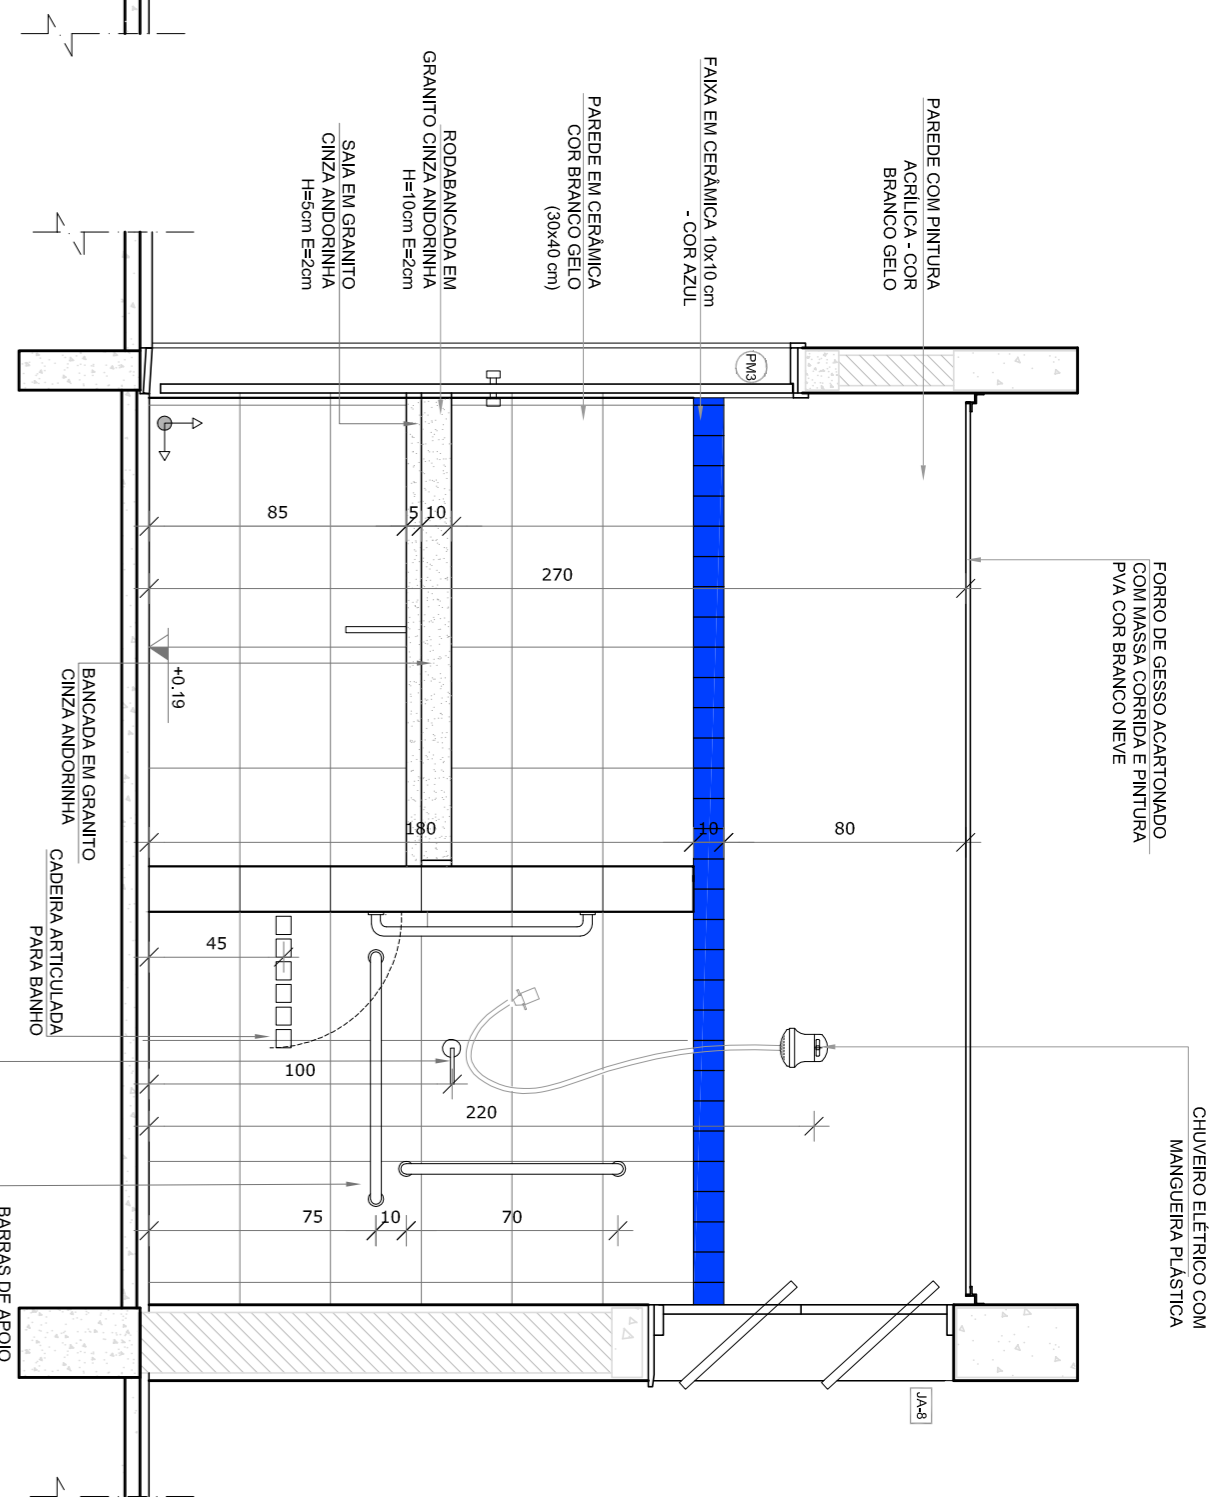 PAREDE COM PINTURA
ACRÍLICA - COR
BRANCO GELO
FAIXA EM CERÂMICA 10x10 cm
- COR AZUL
PAREDE EM CERÂMICA
COR BRANCO GELO
(30x40 cm)
RODABANCADA EM
GRANITO CINZA ANDORINHA
H=10cm E=2cm
SAIA EM GRANITO
CINZA ANDORINHA
H=5cm E=2cm
PM3
FORRO DE GESSO ACARTONADO
COM MASSA CORRIDA E PINTURA
PVA COR BRANCO NEVE
85
5
10
270
+0.19
BANCADA EM GRANITO
CINZA ANDORINHA
180
10
80
CADEIRA ARTICULADA
PARA BANHO
45
100
220
CHUVEIRO ELÉTRICO COM
MANGUEIRA PLÁSTICA
75
10
70
BARRAS DE APOIO
JA-8